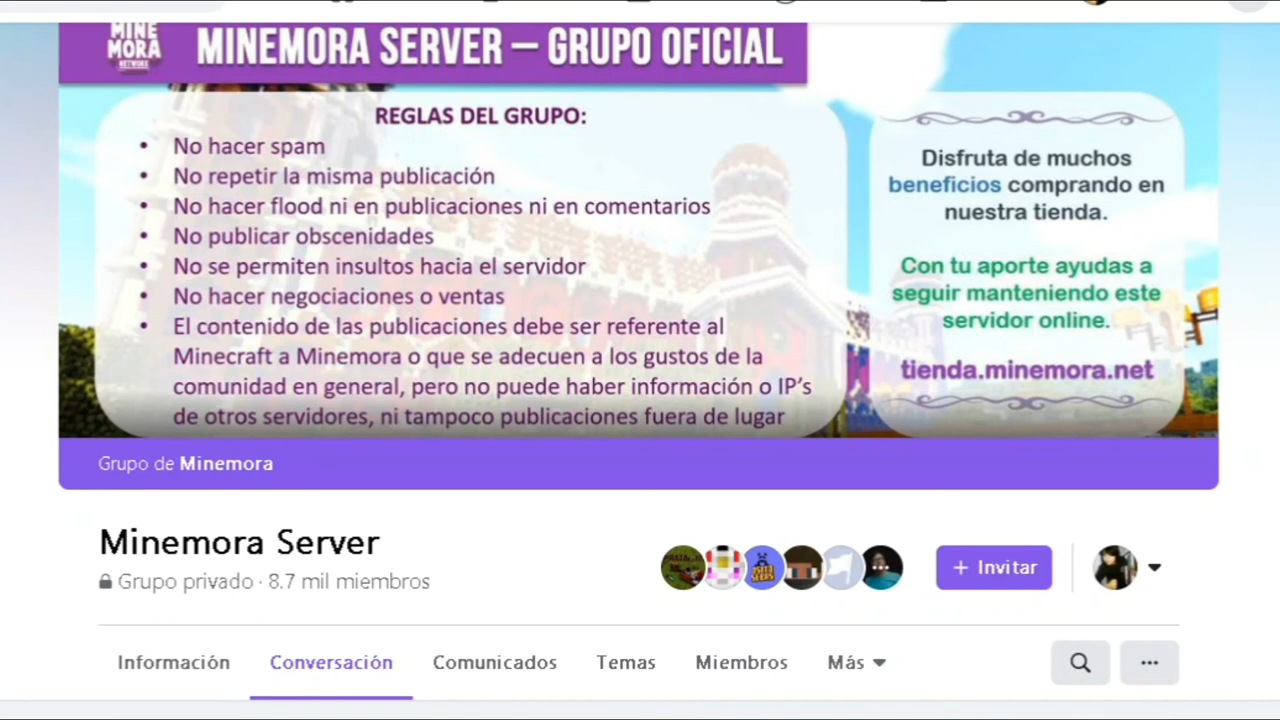 MINE
MORA
NETWORK
MINEMORA SERVER – GRUPO OFICIAL
REGLAS DEL GRUPO:
• No hacer spam
• No repetir la misma publicación
• No hacer flood ni en publicaciones ni en comentarios
• No publicar obscenidades
• No se permiten insultos hacia el servidor
• No hacer negociaciones o ventas
• El contenido de las publicaciones debe ser referente al
Minecraft a Minemora o que se adecuen a los gustos de la
comunidad en general, pero no puede haber información o IP's
de otros servidores, ni tampoco publicaciones fuera de lugar
Disfruta de muchos
beneficios comprando en
nuestra tienda.
Con tu aporte ayudas a
seguir manteniendo este
servidor online.
tienda.minemora.net
Grupo de Minemora
Minemora Server
Grupo privado · 8.7 mil miembros
+ Invitar
Información
Conversación
Comunicados
Temas
Miembros
Más